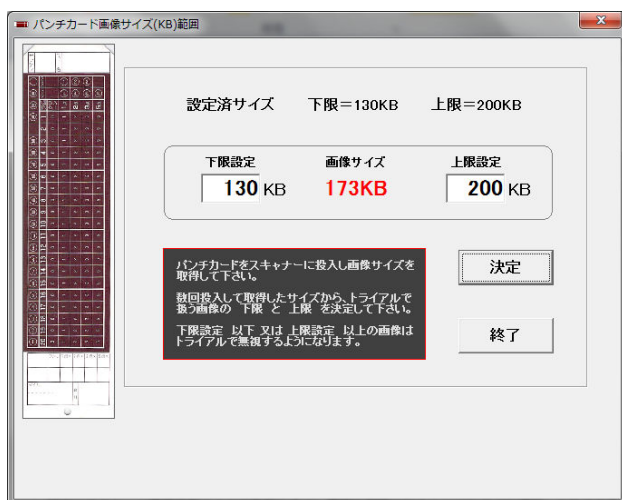 パンチカード画像サイズ(KB)範囲
設定済サイズ 下限＝130KB 上限＝200KB
下限設定 画像サイズ 上限設定
130 KB 173KB 200 KB
パンチカードをスキャナーに投入し画像サイズを
取得して下さい。
数回投入して取得したサイズから、トライアルで
扱う画像の 下限 と 上限 を決定して下さい。
下限設定 以下 又は 上限設定 以上の画像は
トライアルで無視するようになります。
決定
終了